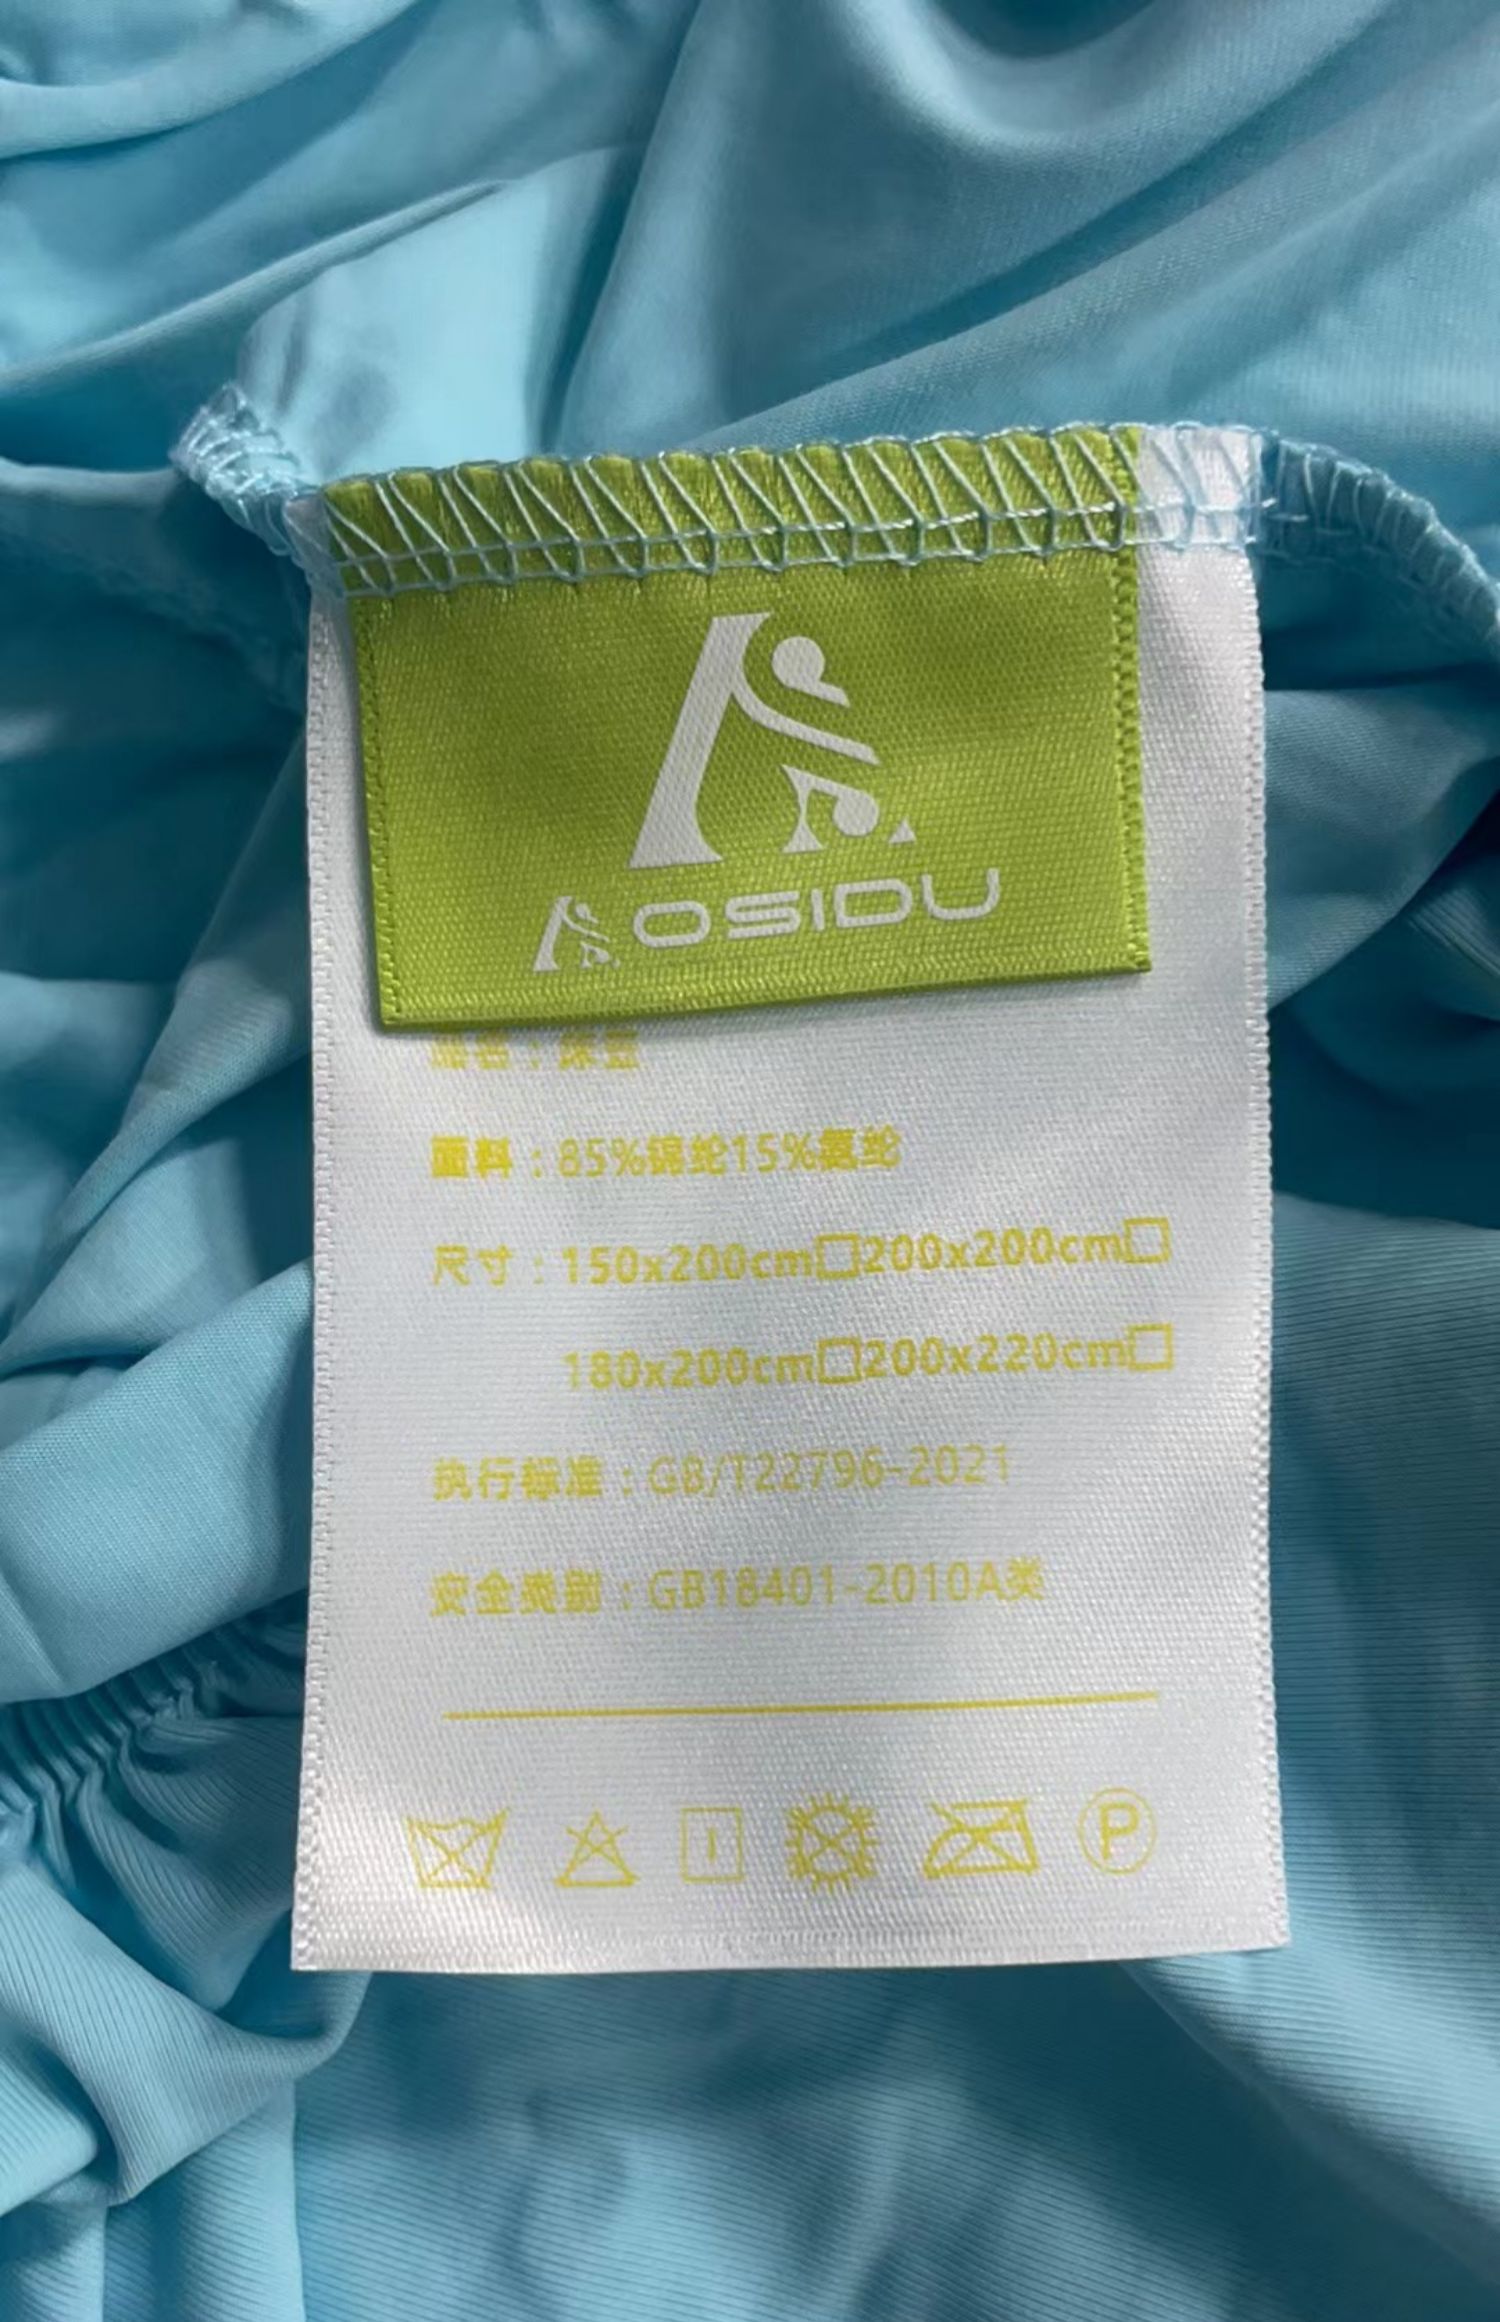 AOSIDU
品名：床笠
面料：85%锦纶15%氨纶
尺寸：150x200cm□200x200cm□
180x200cm□200x220cm□
执行标准：GB/T22796-2021
安全类别：GB18401-2010A类
P